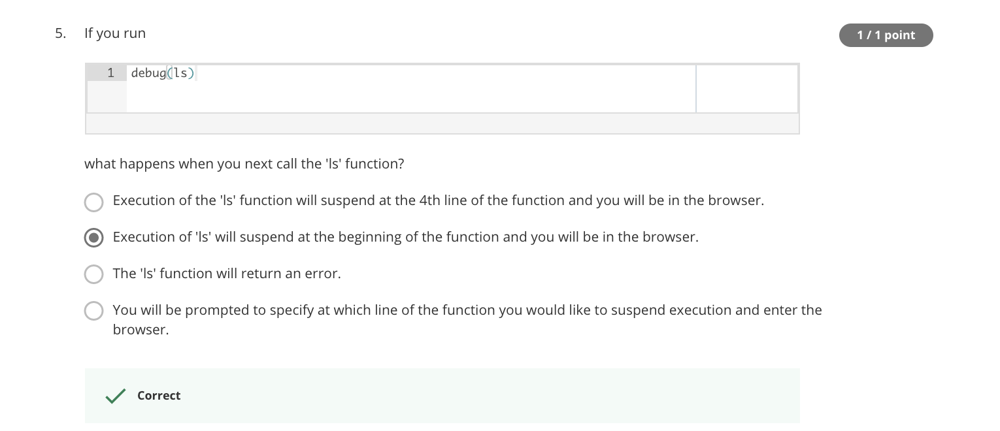 5. If you run
1 / 1 point
1 debug(ls)
what happens when you next call the 'ls' function?
Execution of the 'ls' function will suspend at the 4th line of the function and you will be in the browser.
Execution of 'ls' will suspend at the beginning of the function and you will be in the browser.
The 'ls' function will return an error.
You will be prompted to specify at which line of the function you would like to suspend execution and enter the
browser.
Correct